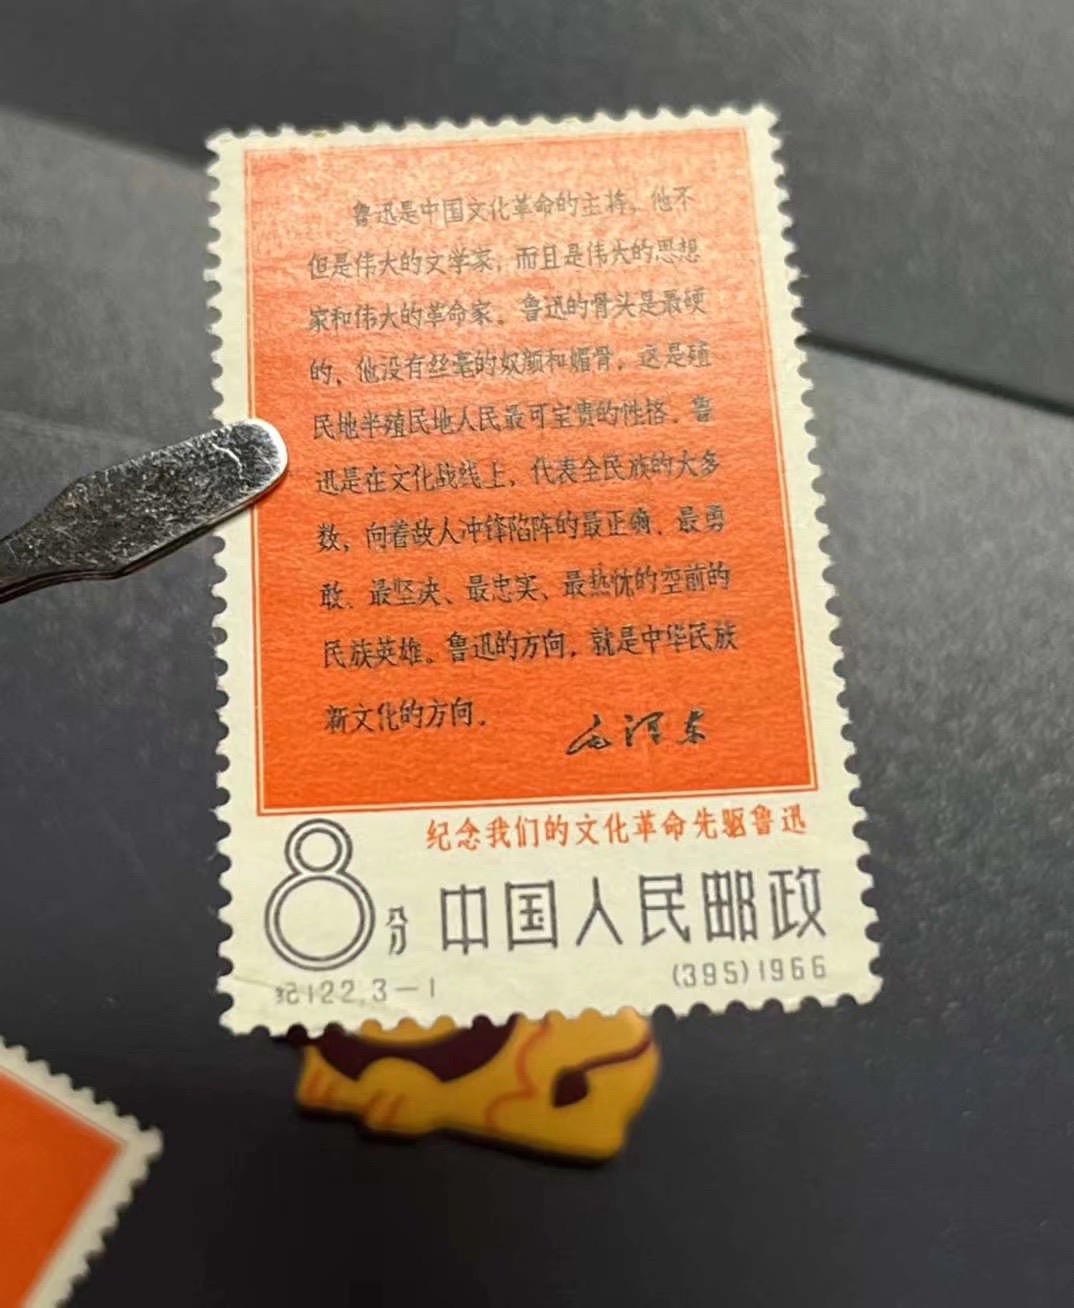 鲁迅是中国文化革命的主将，他不
但是伟大的文学家，而且是伟大的思想
家和伟大的革命家。鲁迅的骨头是最硬
的，他没有丝毫的奴颜和媚骨，这是殖
民地半殖民地人民最可宝贵的性格。鲁
迅是在文化战线上，代表全民族的大多
数，向着敌人冲锋陷阵的最正确、最勇
敢、最坚决、最忠实、最热忱的空前的
民族英雄。鲁迅的方向，就是中华民族
新文化的方向。
毛泽东
纪念我们的文化革命先驱鲁迅
8分 中国人民邮政
纪122.3—1 (395)1966